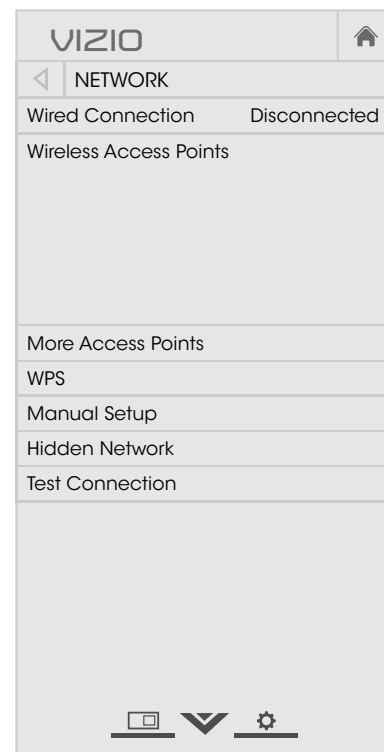 VIZIO
NETWORK
Wired Connection Disconnected
Wireless Access Points
More Access Points
WPS
Manual Setup
Hidden Network
Test Connection